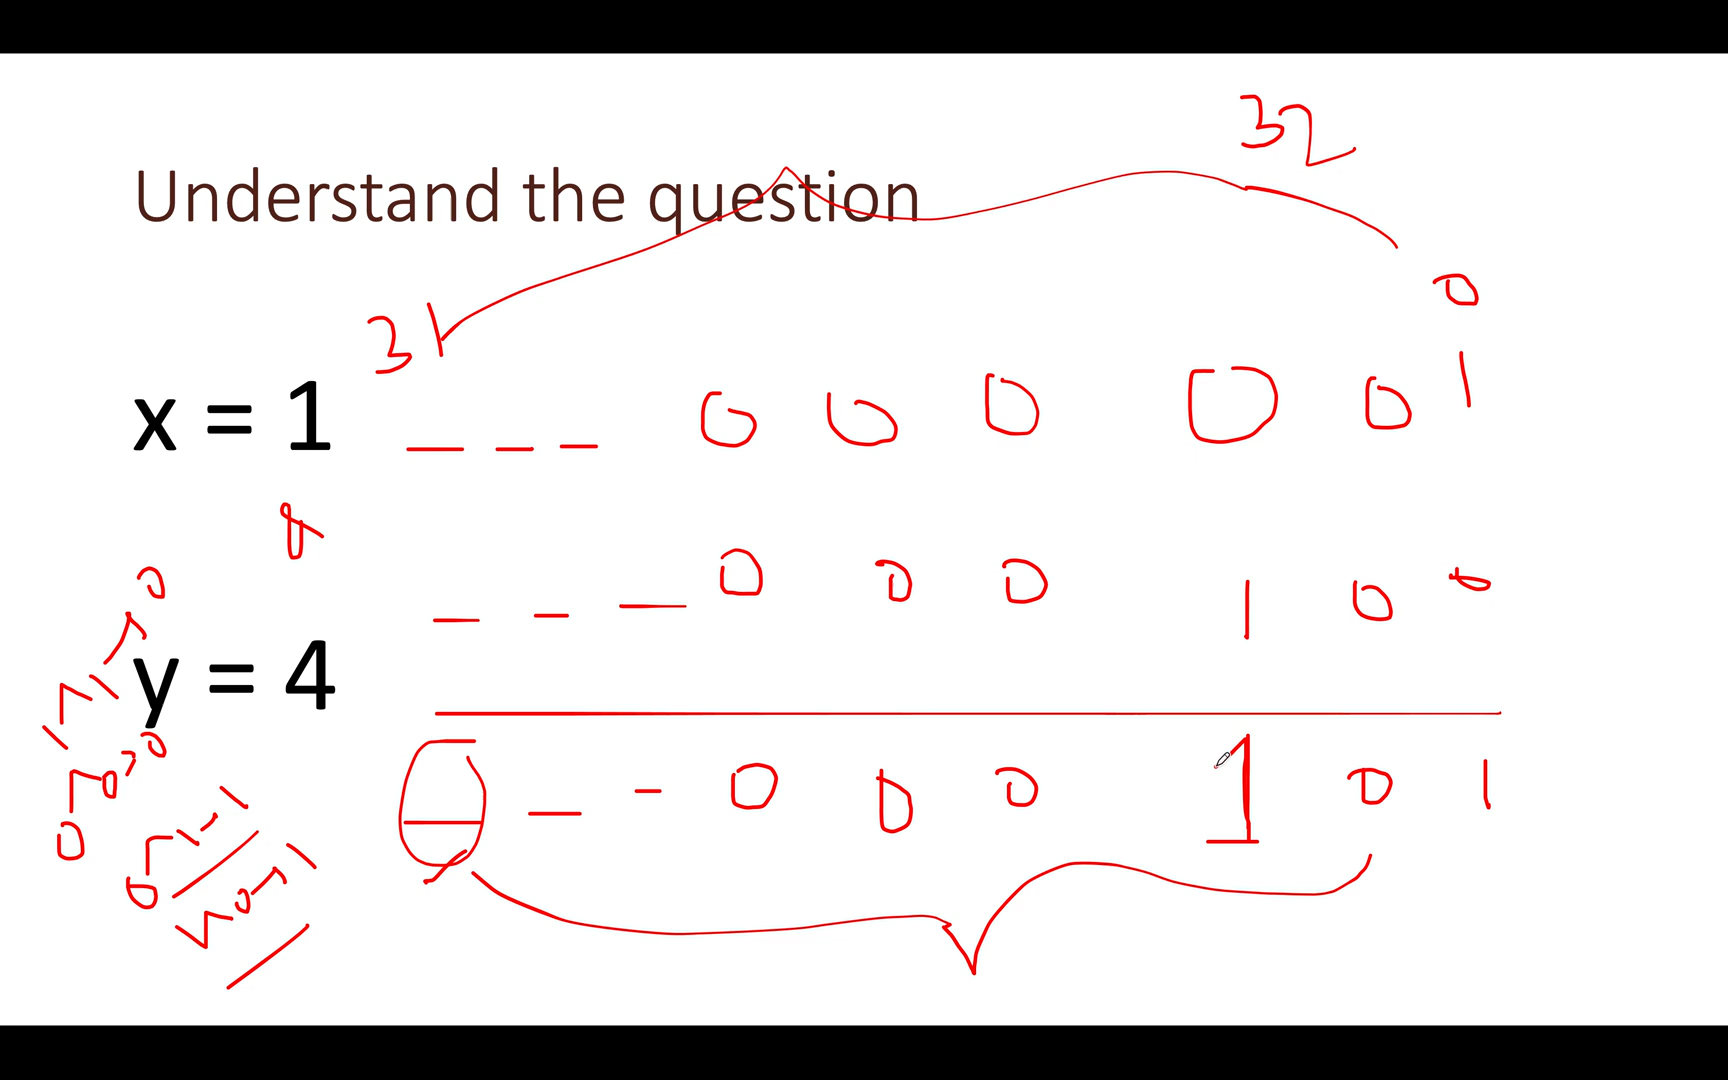 32
Understand the question
0
31
x = 1 _ _ _ 0 0 0 0 0 1
_ _ _ 0 0 0 1 0 0
y = 4
_ _ - 0 0 0 1 0 1